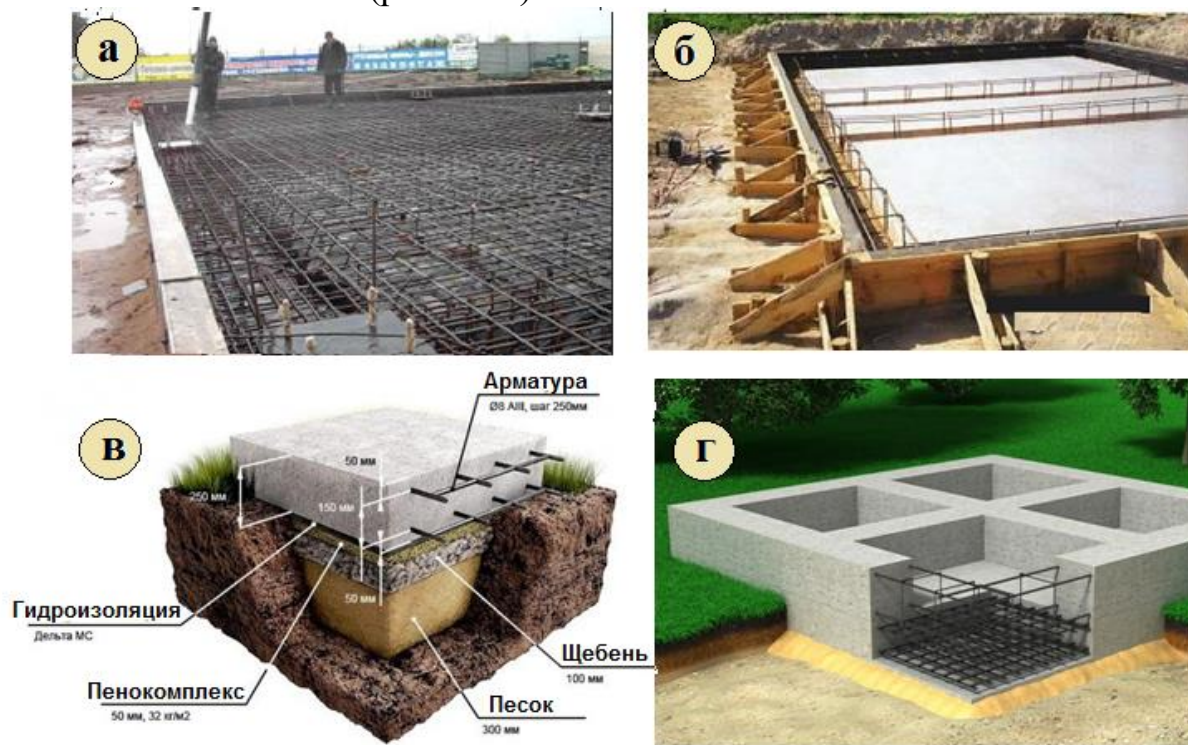 а
б
в
Арматура
Ø8 АIII, шаг 250мм
50 мм
250 мм
150 мм
50 мм
Гидроизоляция
Дельта МС
Пенокомплекс
50 мм, 32 кг/м2
Щебень
100 мм
Песок
300 мм
г